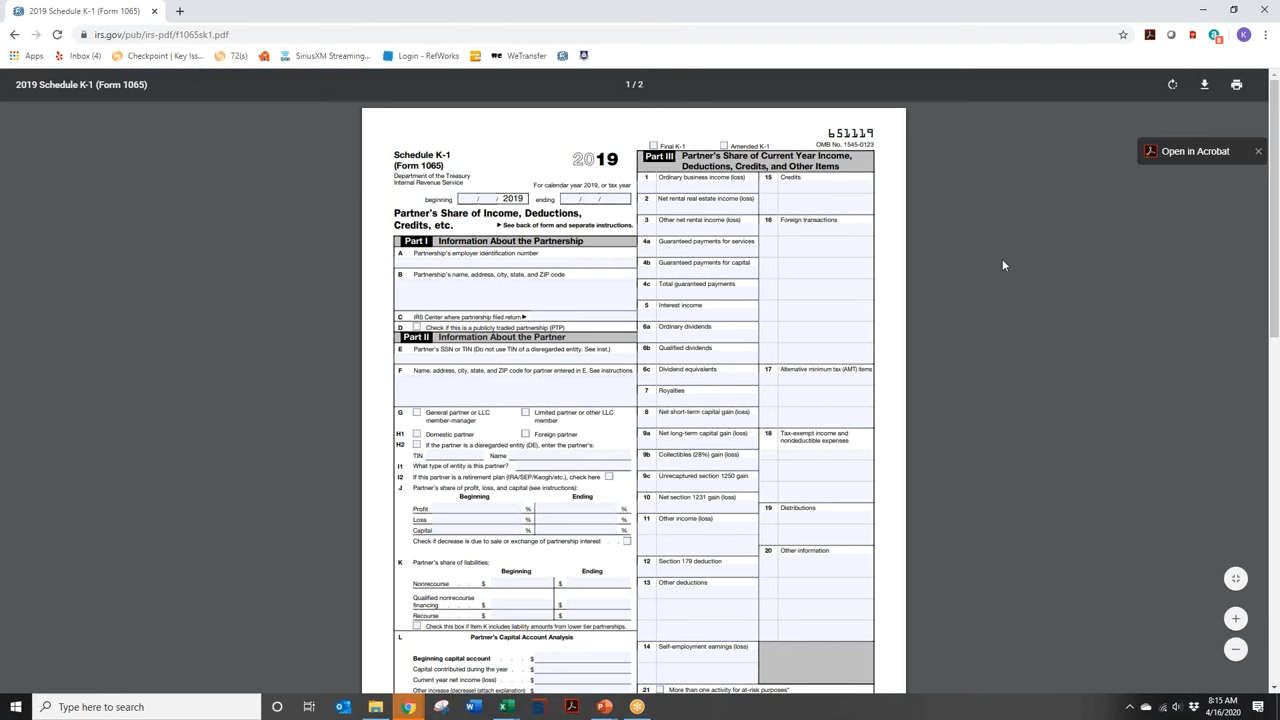 2019 Schedule K-1 (Form 1065)
irs.gov/pub/irs-pdf/f1065sk1.pdf
K
Apps
Inbox (4)
Checkpoint | Key Iss...
72(s)
SiriusXM Streaming...
Login - RefWorks
WeTransfer
2019 Schedule K-1 (Form 1065)
1 / 2
Open in Acrobat
651119
Final K-1
Amended K-1
OMB No. 1545-0123
Schedule K-1
(Form 1065)
Department of the Treasury
Internal Revenue Service
2019
For calendar year 2019, or tax year
beginning / / 2019 ending / /
Partner's Share of Income, Deductions,
Credits, etc.
► See back of form and separate instructions.
Part I Information About the Partnership
A Partnership's employer identification number
B Partnership's name, address, city, state, and ZIP code
C IRS Center where partnership filed return ►
D Check if this is a publicly traded partnership (PTP)
Part II Information About the Partner
E Partner's SSN or TIN (Do not use TIN of a disregarded entity. See inst.)
F Name, address, city, state, and ZIP code for partner entered in E. See instructions.
G General partner or LLC
member-manager
Limited partner or other LLC
member
H1 Domestic partner
Foreign partner
H2 If the partner is a disregarded entity (DE), enter the partner's:
TIN Name
I1 What type of entity is this partner?
I2 If this partner is a retirement plan (IRA/SEP/Keogh/etc.), check here
J Partner's share of profit, loss, and capital (see instructions):
Beginning Ending
Profit % %
Loss % %
Capital % %
Check if decrease is due to sale or exchange of partnership interest . .
K Partner's share of liabilities:
Beginning Ending
Nonrecourse . . $ $
Qualified nonrecourse
financing . . . $ $
Recourse . . . $ $
Check this box if Item K includes liability amounts from lower tier partnerships.
L Partner's Capital Account Analysis
Beginning capital account . . . $
Capital contributed during the year . . $
Current year net income (loss) . . . $
Other increase (decrease) (attach explanation) $
Part III Partner's Share of Current Year Income,
Deductions, Credits, and Other Items
1 Ordinary business income (loss)
2 Net rental real estate income (loss)
3 Other net rental income (loss)
4a Guaranteed payments for services
4b Guaranteed payments for capital
4c Total guaranteed payments
5 Interest income
6a Ordinary dividends
6b Qualified dividends
6c Dividend equivalents
7 Royalties
8 Net short-term capital gain (loss)
9a Net long-term capital gain (loss)
9b Collectibles (28%) gain (loss)
9c Unrecaptured section 1250 gain
10 Net section 1231 gain (loss)
11 Other income (loss)
12 Section 179 deduction
13 Other deductions
14 Self-employment earnings (loss)
15 Credits
16 Foreign transactions
17 Alternative minimum tax (AMT) items
18 Tax-exempt income and
nondeductible expenses
19 Distributions
20 Other information
21 More than one activity for at-risk purposes*
Type here to search
8:15 AM
4/16/2020